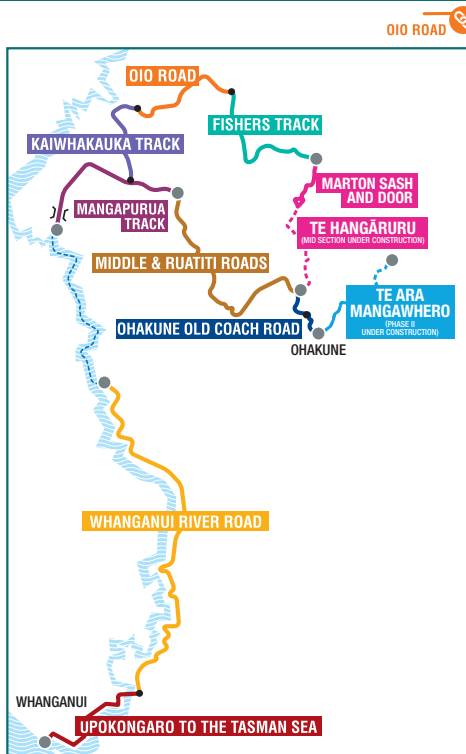 OIO ROAD
OIO ROAD
FISHERS TRACK
KAIWHAKAUKA TRACK
MARTON SASH
AND DOOR
MANGAPURUA
TRACK
TE HANGĀRURU
(MID SECTION UNDER CONSTRUCTION)
MIDDLE & RUATITI ROADS
TE ARA
MANGAWHERO
(PHASE II
UNDER CONSTRUCTION)
OHAKUNE OLD COACH ROAD
OHAKUNE
WHANGANUI RIVER ROAD
WHANGANUI
UPOKONGARO TO THE TASMAN SEA